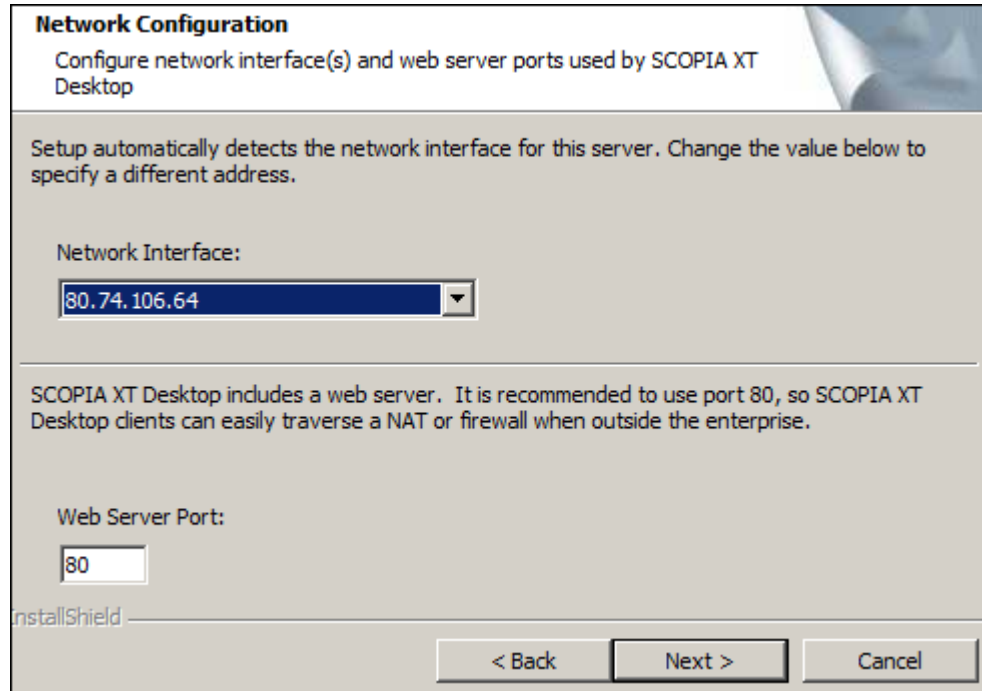 Network Configuration
Configure network interface(s) and web server ports used by SCOPIA XT
Desktop
Setup automatically detects the network interface for this server. Change the value below to
specify a different address.
Network Interface:
80.74.106.64
SCOPIA XT Desktop includes a web server.  It is recommended to use port 80, so SCOPIA XT
Desktop clients can easily traverse a NAT or firewall when outside the enterprise.
Web Server Port:
80
InstallShield
< Back
Next >
Cancel